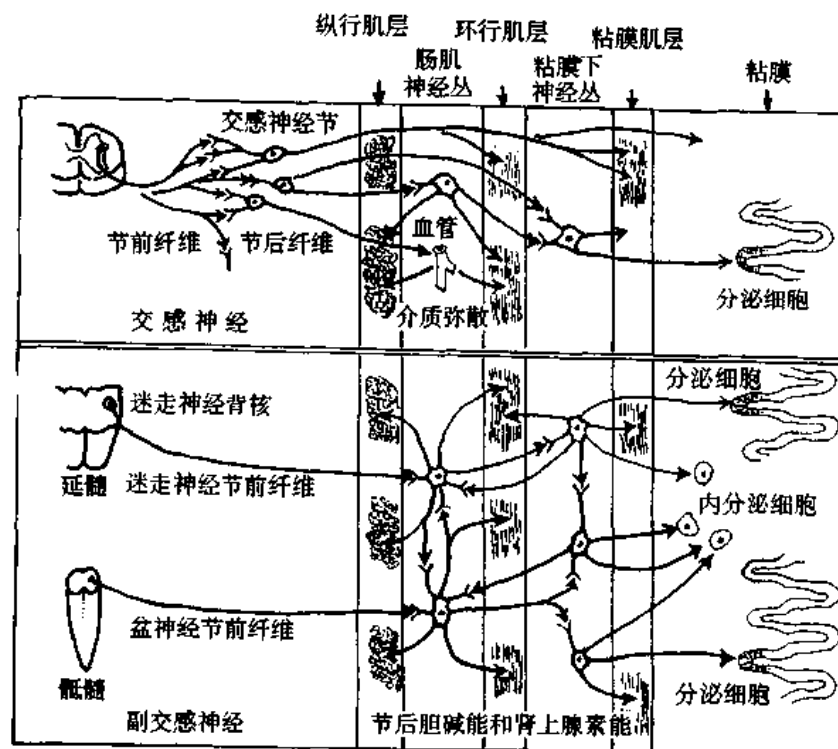 纵行肌层
环行肌层
粘膜肌层
肠肌
神经丛
粘膜下
神经丛
粘膜
交感神经节
节前纤维
节后纤维
血管
介质弥散
分泌细胞
交感神经
分泌细胞
迷走神经背核
迷走神经节前纤维
延髓
内分泌细胞
盆神经节前纤维
骶髓
分泌细胞
副交感神经
节后胆碱能和肾上腺素能